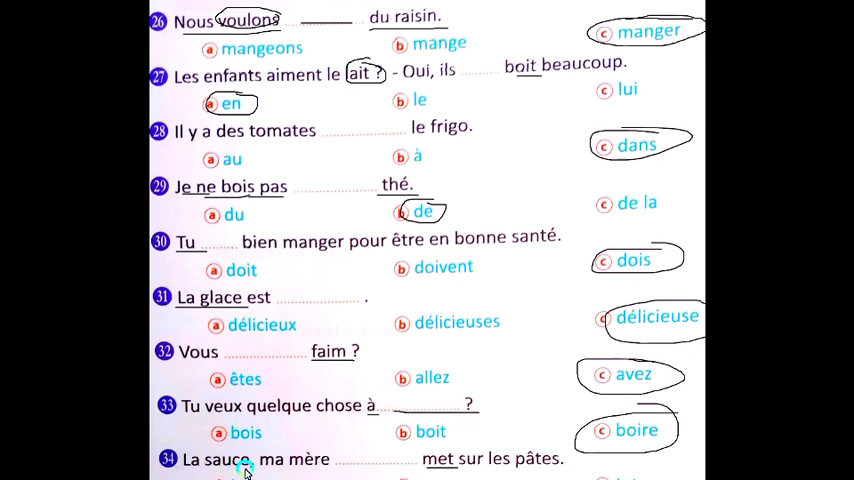 26 Nous voulons ............ du raisin.
a mangeons b mange c manger
27 Les enfants aiment le ait ? - Oui, ils ......... boit beaucoup.
a en b le c lui
28 Il y a des tomates ..................... le frigo.
a au b à c dans
29 Je ne bois pas .................... thé.
a du b de c de la
30 Tu ......... bien manger pour être en bonne santé.
a doit b doivent c dois
31 La glace est ..................... .
a délicieux b délicieuses c délicieuse
32 Vous ..................... faim ?
a êtes b allez c avez
33 Tu veux quelque chose à ..................... ?
a bois b boit c boire
34 La sauce, ma mère ..................... met sur les pâtes.